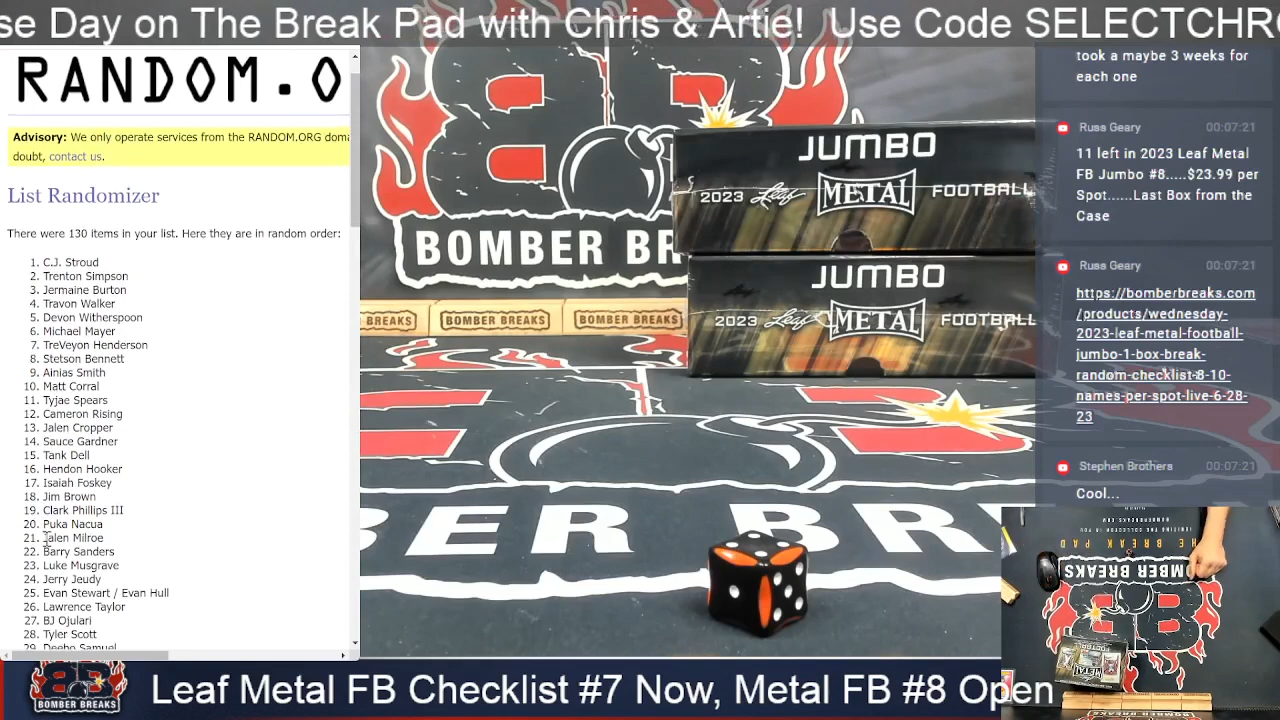 se Day on The Break Pad with Chris & Artie!  Use Code SELECTCHR
RANDOM.O
Advisory: We only operate services from the RANDOM.ORG doma
doubt, contact us.
List Randomizer
There were 130 items in your list. Here they are in random order:
1. C.J. Stroud
2. Trenton Simpson
3. Jermaine Burton
4. Travon Walker
5. Devon Witherspoon
6. Michael Mayer
7. TreVeyon Henderson
8. Stetson Bennett
9. Ainias Smith
10. Matt Corral
11. Tyjae Spears
12. Cameron Rising
13. Jalen Cropper
14. Sauce Gardner
15. Tank Dell
16. Hendon Hooker
17. Isaiah Foskey
18. Jim Brown
19. Clark Phillips III
20. Puka Nacua
21. Jalen Milroe
22. Barry Sanders
23. Luke Musgrave
24. Jerry Jeudy
25. Evan Stewart / Evan Hull
26. Lawrence Taylor
27. BJ Ojulari
28. Tyler Scott
29. Deebo Samuel
BOMBER BR
JUMBO
2023 Leaf METAL FOOTBALL
JUMBO
2023 Leaf METAL FOOTBALL
BREAKS
BOMBER BREAKS
BOMBER BREAKS
BER BR
took a maybe 3 weeks for
each one
Russ Geary 00:07:21
11 left in 2023 Leaf Metal
FB Jumbo #8.....$23.99 per
Spot......Last Box from the
Case
Russ Geary 00:07:21
https://bomberbreaks.com
/products/wednesday-
2023-leaf-metal-football-
jumbo-1-box-break-
random-checklist-8-10-
names-per-spot-live-6-28-
23
Stephen Brothers 00:07:21
Cool...
THE BREAK PAD
BOMBER BREAKS
BOMBER BREAKS
Leaf Metal FB Checklist #7 Now, Metal FB #8 Open